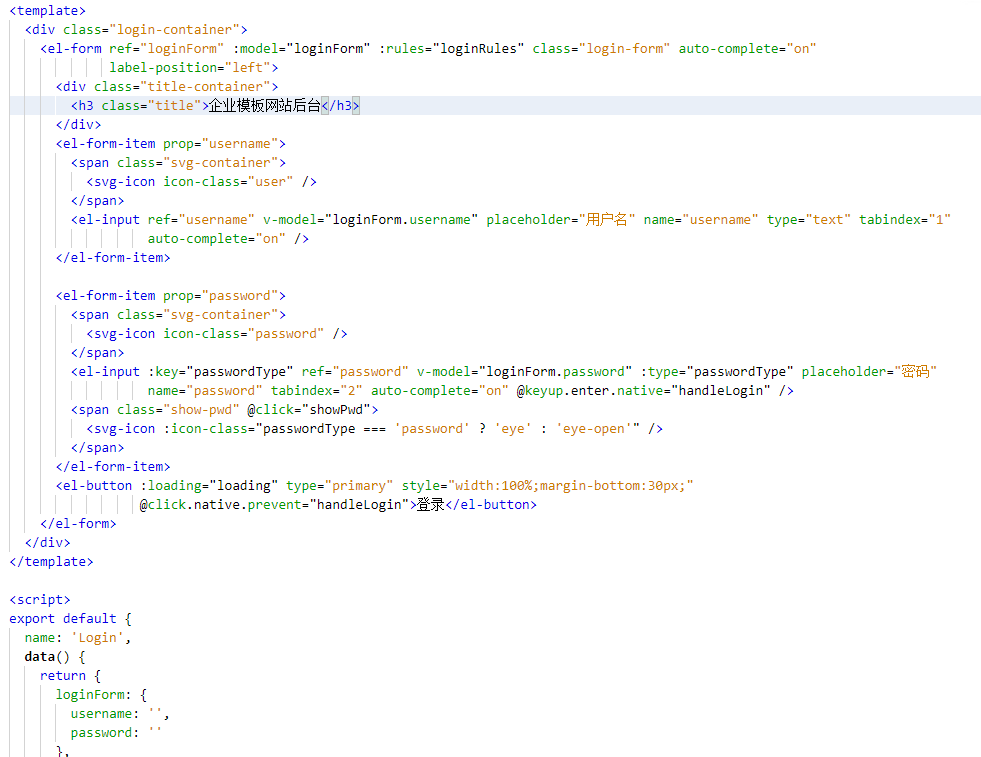 <template>
<div class="login-container">
<el-form ref="loginForm" :model="loginForm" :rules="loginRules" class="login-form" auto-complete="on"
label-position="left">
<div class="title-container">
<h3 class="title">企业模板网站后台</h3>
</div>
<el-form-item prop="username">
<span class="svg-container">
<svg-icon icon-class="user" />
</span>
<el-input ref="username" v-model="loginForm.username" placeholder="用户名" name="username" type="text" tabindex="1"
auto-complete="on" />
</el-form-item>
<el-form-item prop="password">
<span class="svg-container">
<svg-icon icon-class="password" />
</span>
<el-input :key="passwordType" ref="password" v-model="loginForm.password" :type="passwordType" placeholder="密码"
name="password" tabindex="2" auto-complete="on" @keyup.enter.native="handleLogin" />
<span class="show-pwd" @click="showPwd">
<svg-icon :icon-class="passwordType === 'password' ? 'eye' : 'eye-open'" />
</span>
</el-form-item>
<el-button :loading="loading" type="primary" style="width:100%;margin-bottom:30px;"
@click.native.prevent="handleLogin">登录</el-button>
</el-form>
</div>
</template>
<script>
export default {
name: 'Login',
data() {
return {
loginForm: {
username: '',
password: ''
},